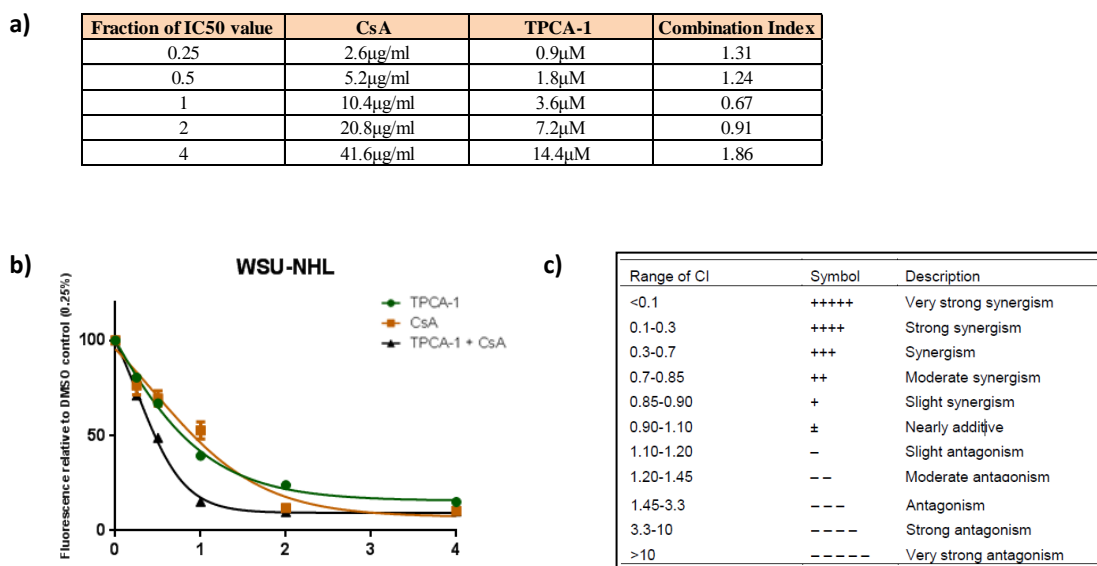 a)
Fraction of IC50 value CsA TPCA-1 Combination Index
0.25 2.6µg/ml 0.9µM 1.31
0.5 5.2µg/ml 1.8µM 1.24
1 10.4µg/ml 3.6µM 0.67
2 20.8µg/ml 7.2µM 0.91
4 41.6µg/ml 14.4µM 1.86
b)
WSU-NHL
Fluorescence relative to DMSO control (0.25%)
TPCA-1
CsA
TPCA-1 + CsA
100
50
0
0 1 2 3 4
c)
Range of CI Symbol Description
<0.1 +++++ Very strong synergism
0.1-0.3 ++++ Strong synergism
0.3-0.7 +++ Synergism
0.7-0.85 ++ Moderate synergism
0.85-0.90 + Slight synergism
0.90-1.10 ± Nearly additive
1.10-1.20 – Slight antagonism
1.20-1.45 – – Moderate antagonism
1.45-3.3 – – – Antagonism
3.3-10 – – – – Strong antagonism
>10 – – – – – Very strong antagonism